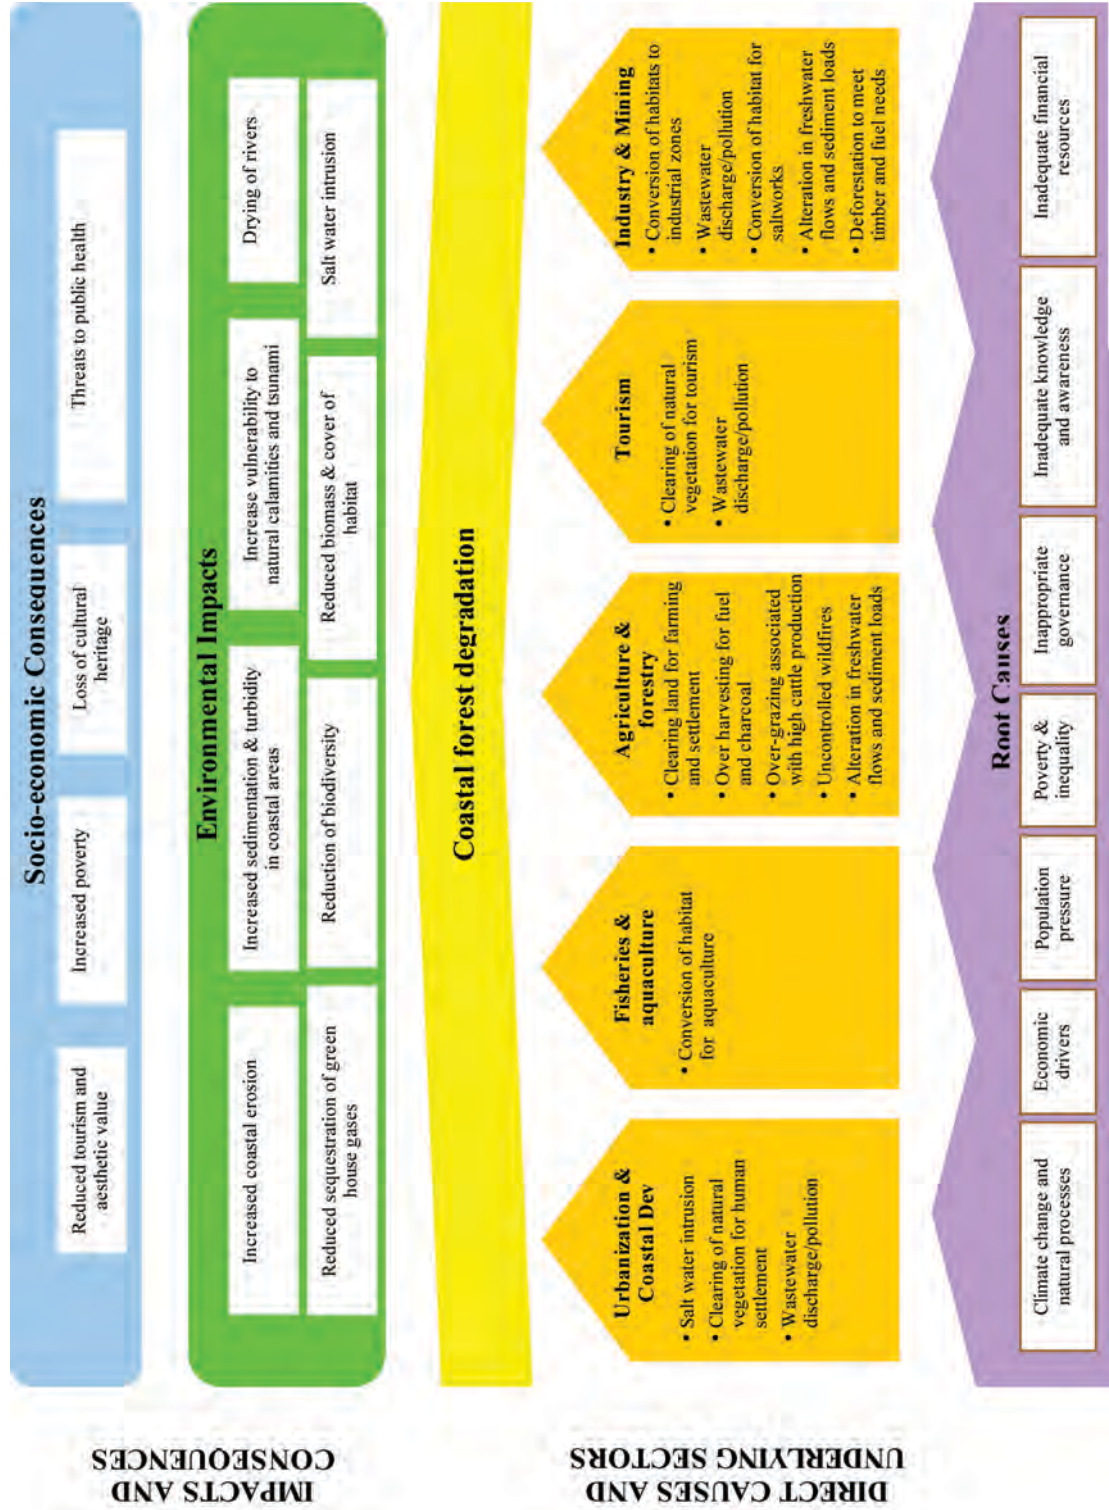 IMPACTS AND
CONSEQUENCES
Socio-economic Consequences
Reduced tourism and
aesthetic value
Increased poverty
Loss of cultural
heritage
Threats to public health
Environmental Impacts
Increased coastal erosion
Increased sedimentation & turbidity
in coastal areas
Increase vulnerability to
natural calamities and tsunami
Drying of rivers
Reduced sequestration of green
house gases
Reduction of biodiversity
Reduced biomass & cover of
habitat
Salt water intrusion
Coastal forest degradation
DIRECT CAUSES AND
UNDERLYING SECTORS
Urbanization &
Coastal Dev
• Salt water intrusion
• Clearing of natural
vegetation for human
settlement
• Wastewater
discharge/pollution
Fisheries &
aquaculture
• Conversion of habitat
for aquaculture
Agriculture &
forestry
• Clearing land for farming
and settlement
• Over harvesting for fuel
and charcoal
• Over-grazing associated
with high cattle production
• Uncontrolled wildfires
• Alteration in freshwater
flows and sediment loads
Tourism
• Clearing of natural
vegetation for tourism
• Wastewater
discharge/pollution
Industry & Mining
• Conversion of habitats to
industrial zones
• Wastewater
discharge/pollution
• Conversion of habitat for
saltworks
• Alteration in freshwater
flows and sediment loads
• Deforestation to meet
timber and fuel needs
Root Causes
Climate change and
natural processes
Economic
drivers
Population
pressure
Poverty &
inequality
Inappropriate
governance
Inadequate knowledge
and awareness
Inadequate financial
resources